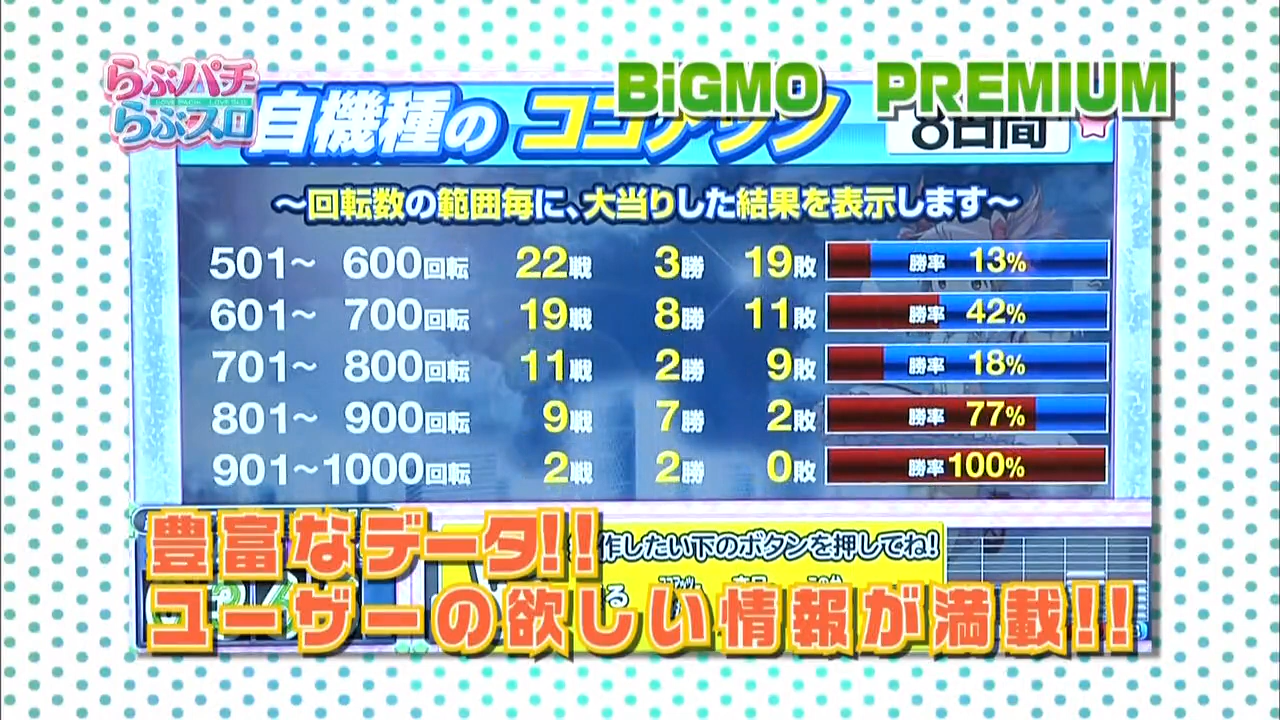 らぶパチ
LOVE PACHI LOVE SLO
らぶスロ
BiGMO PREMIUM
自機種の ココアツ 8日間
～回転数の範囲毎に、大当りした結果を表示します～
501～ 600回転 22戦 3勝 19敗 勝率 13%
601～ 700回転 19戦 8勝 11敗 勝率 42%
701～ 800回転 11戦 2勝 9敗 勝率 18%
801～ 900回転 9戦 7勝 2敗 勝率 77%
901～1000回転 2戦 2勝 0敗 勝率 100%
作したい下のボタンを押してね!
豊富なデータ!!
ユーザーの欲しい情報が満載!!